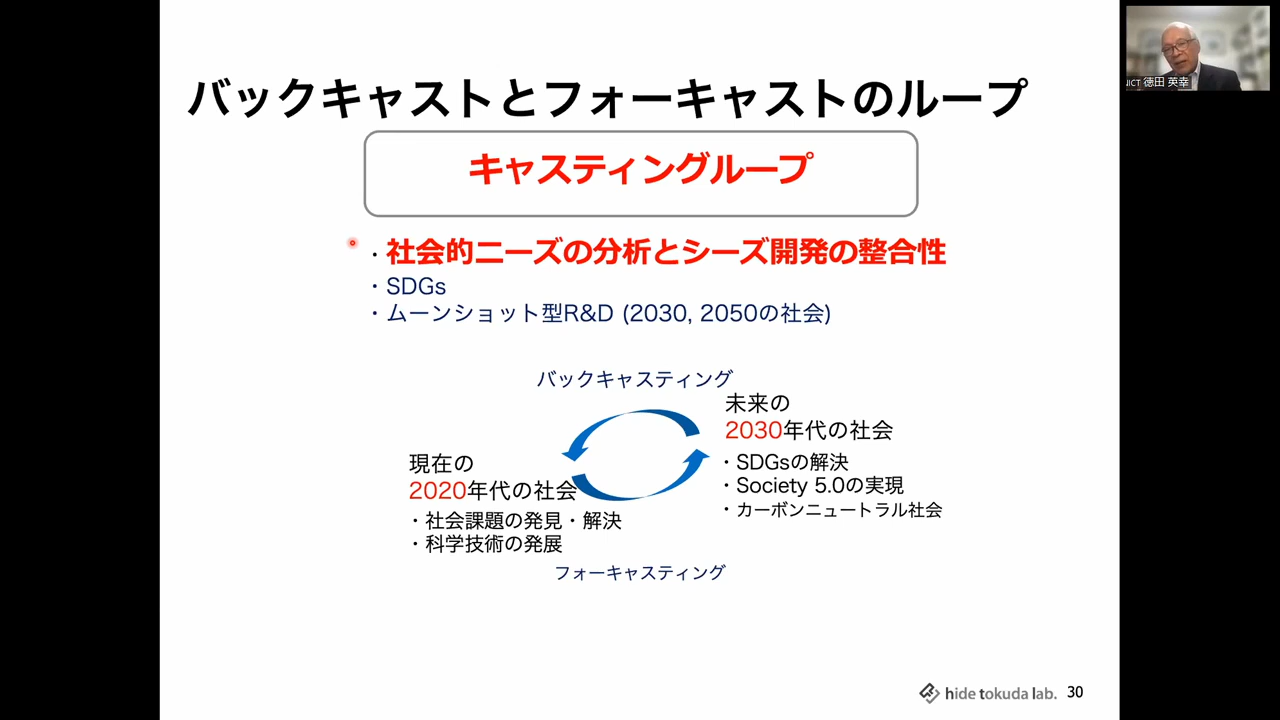 バックキャストとフォーキャストのループ
キャスティングループ
・社会的ニーズの分析とシーズ開発の整合性
・SDGs
・ムーンショット型R&D (2030, 2050の社会)
バックキャスティング
未来の
2030年代の社会
・SDGsの解決
・Society 5.0の実現
・カーボンニュートラル社会
現在の
2020年代の社会
・社会課題の発見・解決
・科学技術の発展
フォーキャスティング
hide tokuda lab. 30
NICT 徳田 英幸